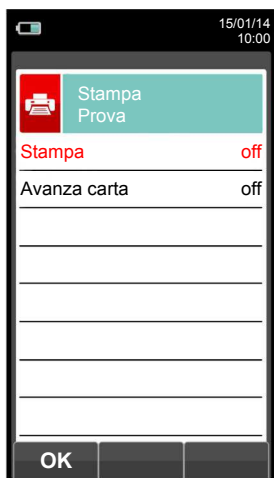 15/01/14
10:00
Stampa
Prova
Stampa off
Avanza carta off
OK